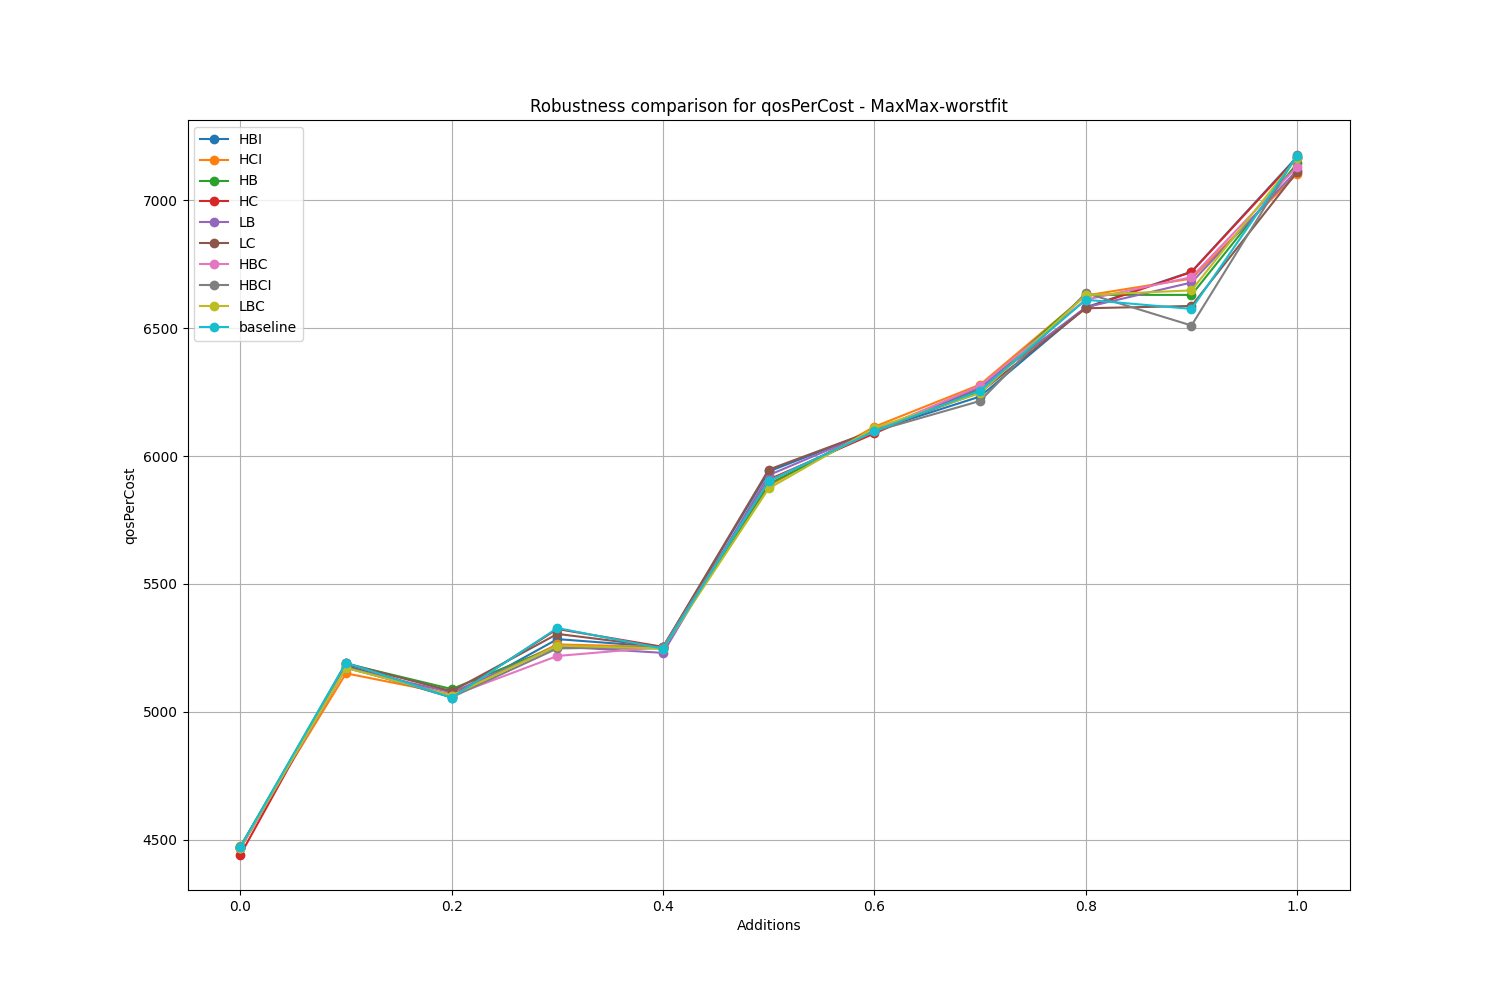 Robustness comparison for qosPerCost - MaxMax-worstfit
HBI
HCI
HB
HC
LB
LC
HBC
HBCI
LBC
baseline
7000
6500
6000
5500
5000
4500
qosPerCost
0.0 0.2 0.4 0.6 0.8 1.0
Additions